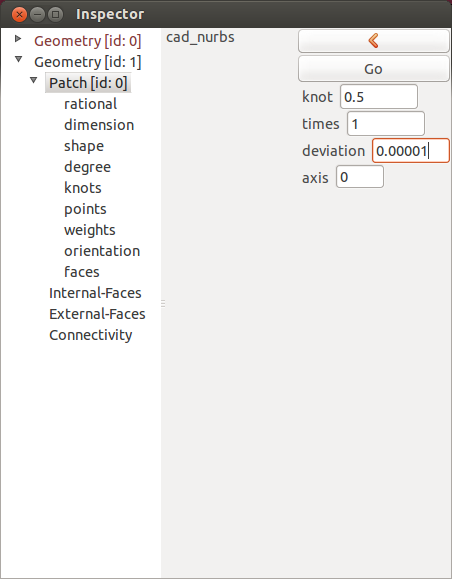 Inspector
Geometry [id: 0]
Geometry [id: 1]
Patch [id: 0]
rational
dimension
shape
degree
knots
points
weights
orientation
faces
Internal-Faces
External-Faces
Connectivity
cad_nurbs
Go
knot 0.5
times 1
deviation 0.00001
axis 0